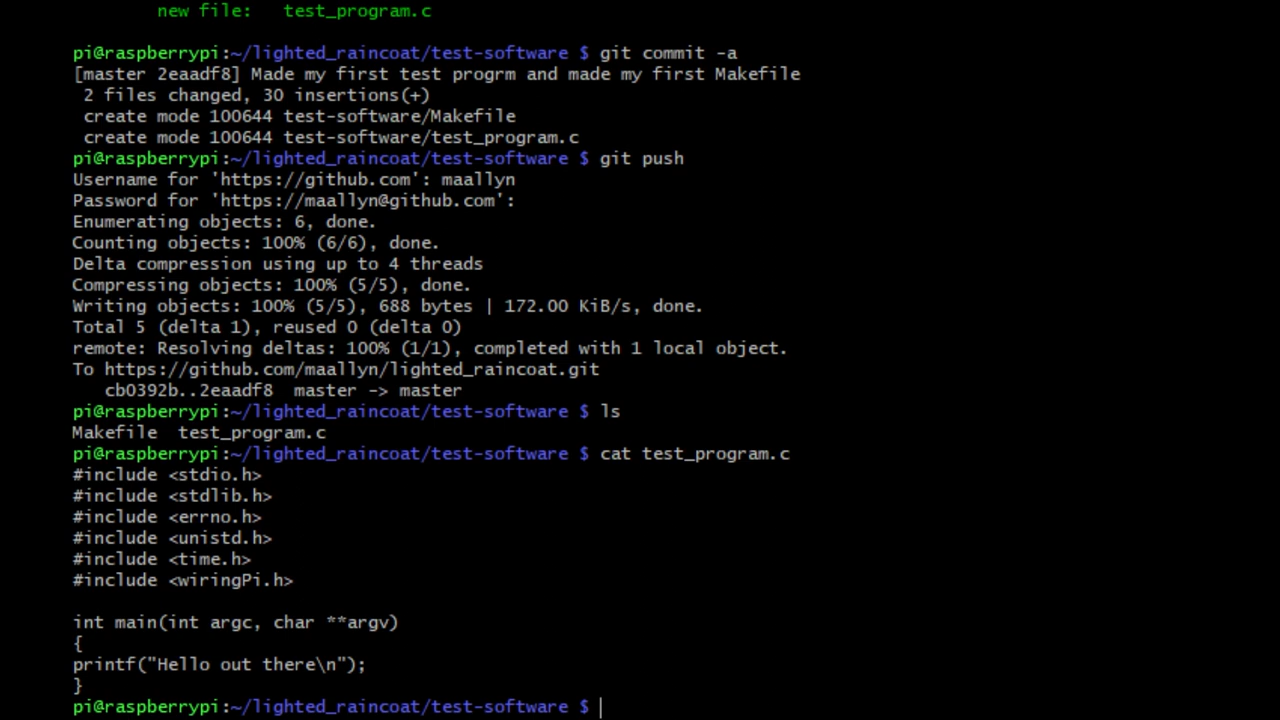 new file:   test_program.c
pi@raspberrypi:~/lighted_raincoat/test-software $ git commit -a
[master 2eaadf8] Made my first test progrm and made my first Makefile
 2 files changed, 30 insertions(+)
 create mode 100644 test-software/Makefile
 create mode 100644 test-software/test_program.c
pi@raspberrypi:~/lighted_raincoat/test-software $ git push
Username for 'https://github.com': maallyn
Password for 'https://maallyn@github.com':
Enumerating objects: 6, done.
Counting objects: 100% (6/6), done.
Delta compression using up to 4 threads
Compressing objects: 100% (5/5), done.
Writing objects: 100% (5/5), 688 bytes | 172.00 KiB/s, done.
Total 5 (delta 1), reused 0 (delta 0)
remote: Resolving deltas: 100% (1/1), completed with 1 local object.
To https://github.com/maallyn/lighted_raincoat.git
   cb0392b..2eaadf8  master -> master
pi@raspberrypi:~/lighted_raincoat/test-software $ ls
Makefile  test_program.c
pi@raspberrypi:~/lighted_raincoat/test-software $ cat test_program.c
#include <stdio.h>
#include <stdlib.h>
#include <errno.h>
#include <unistd.h>
#include <time.h>
#include <wiringPi.h>
int main(int argc, char **argv)
{
printf("Hello out there\n");
}
pi@raspberrypi:~/lighted_raincoat/test-software $